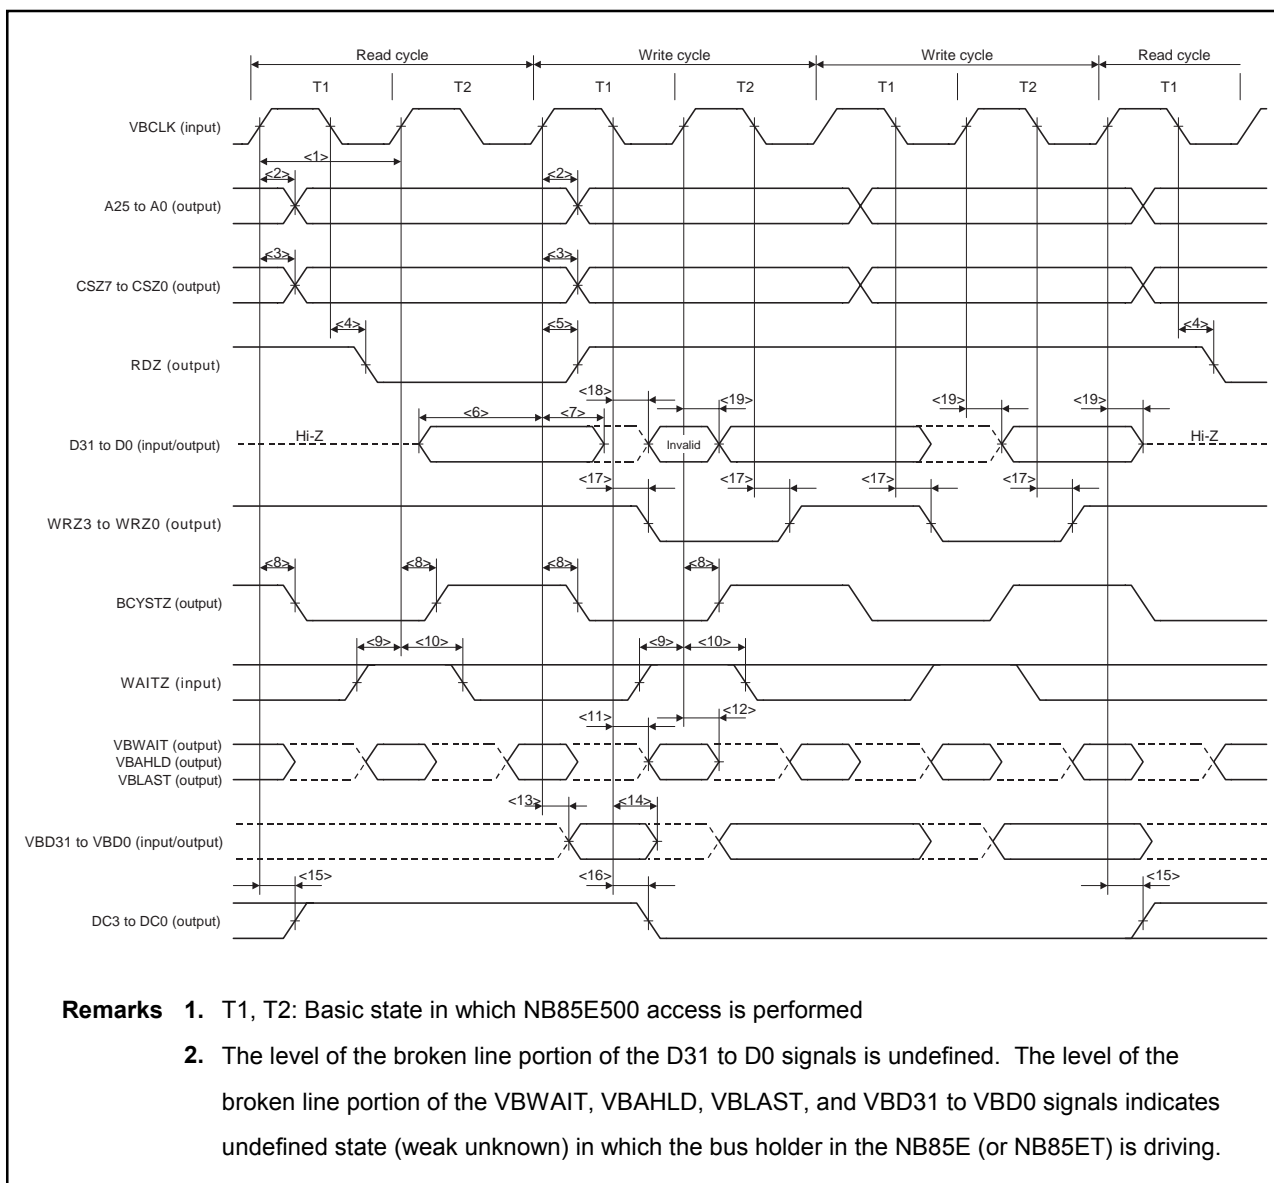 Read cycle Write cycle Write cycle Read cycle
T1 T2 T1 T2 T1 T2 T1
VBCLK (input)
<1>
<2> <2>
A25 to A0 (output)
<3> <3>
CSZ7 to CSZ0 (output)
<4> <5> <4>
RDZ (output)
<18> <19> <19> <19>
<6> <7>
D31 to D0 (input/output) Hi-Z Invalid Hi-Z
<17> <17> <17> <17>
WRZ3 to WRZ0 (output)
<8> <8> <8> <8>
BCYSTZ (output)
<9> <10> <9> <10>
WAITZ (input)
<11> <12>
VBWAIT (output)
VBAHLD (output)
VBLAST (output)
<13> <14>
VBD31 to VBD0 (input/output)
<15> <16> <15>
DC3 to DC0 (output)
Remarks 1. T1, T2: Basic state in which NB85E500 access is performed
2. The level of the broken line portion of the D31 to D0 signals is undefined. The level of the
broken line portion of the VBWAIT, VBAHLD, VBLAST, and VBD31 to VBD0 signals indicates
undefined state (weak unknown) in which the bus holder in the NB85E (or NB85ET) is driving.